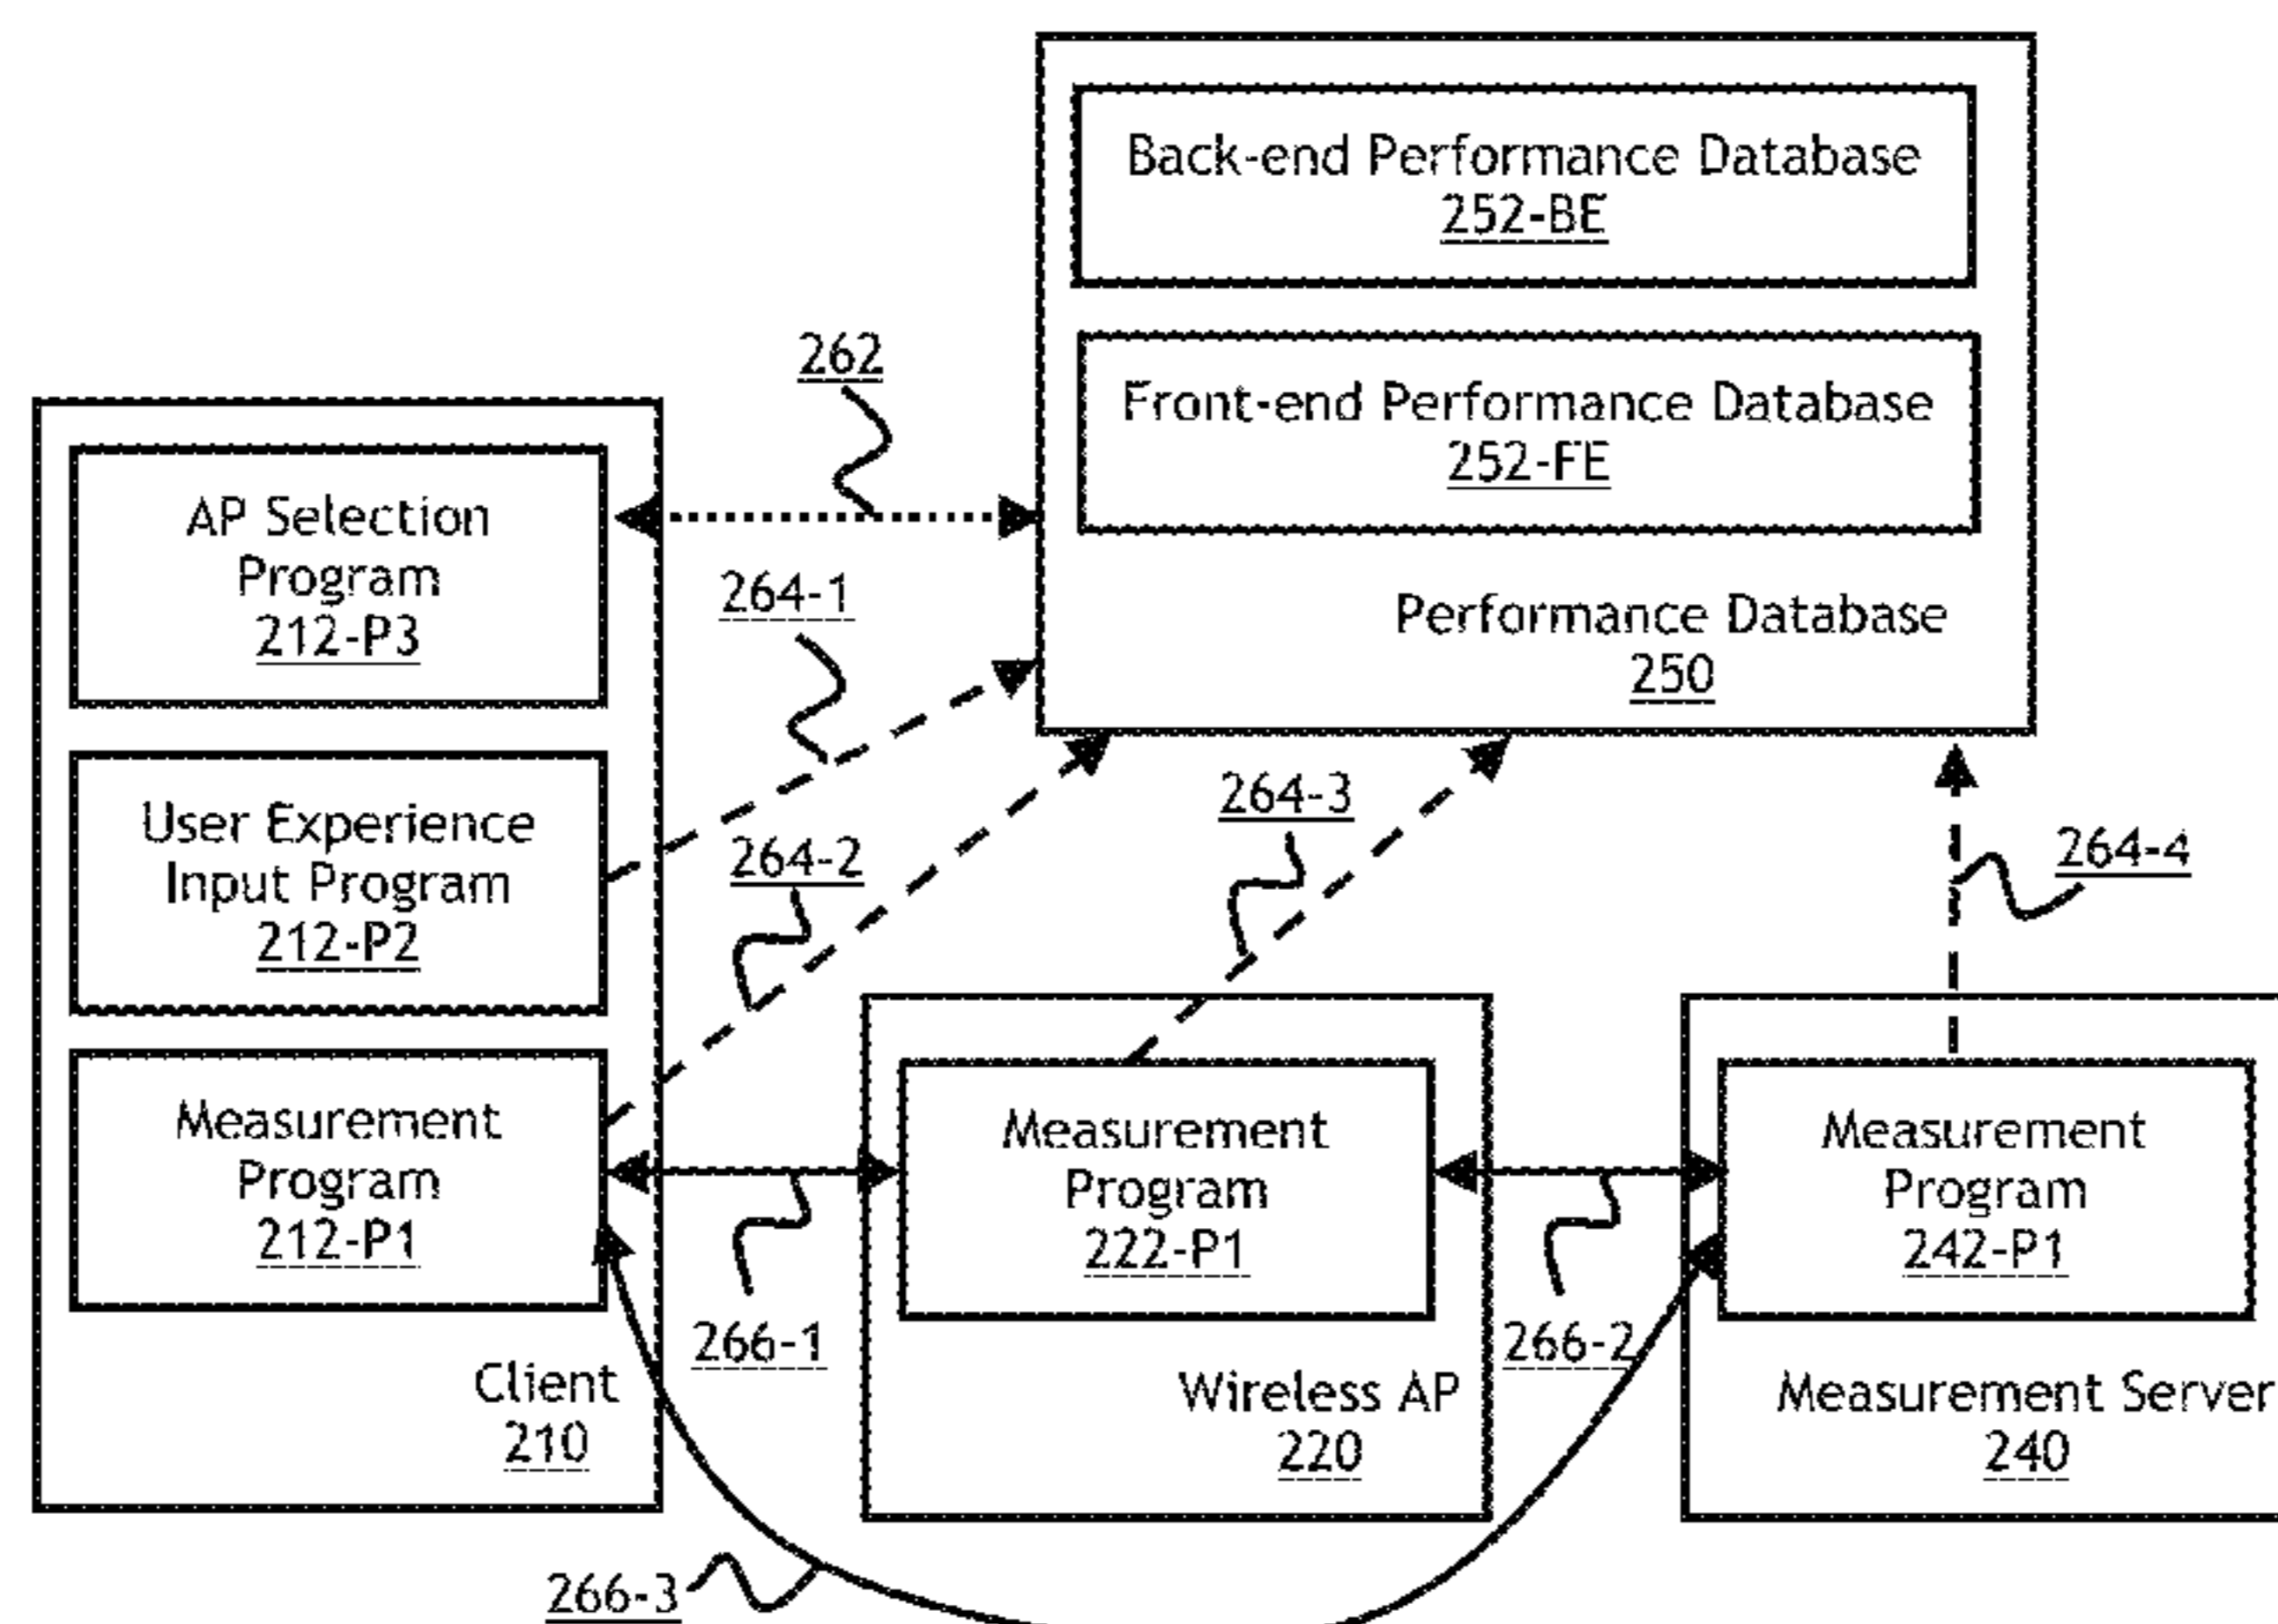 Back-end Performance Database
252-BE
Front-end Performance Database
252-FE
Performance Database
250
262
264-1
264-2
264-3
264-4
AP Selection
Program
212-P3
User Experience
Input Program
212-P2
Measurement
Program
212-P1
Client
210
266-1
Measurement
Program
222-P1
Wireless AP
220
266-2
Measurement
Program
242-P1
Measurement Server
240
266-3